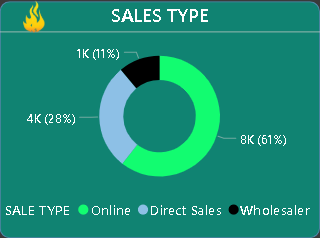 SALES TYPE
1K (11%)
4K (28%)
8K (61%)
SALE TYPE Online Direct Sales Wholesaler